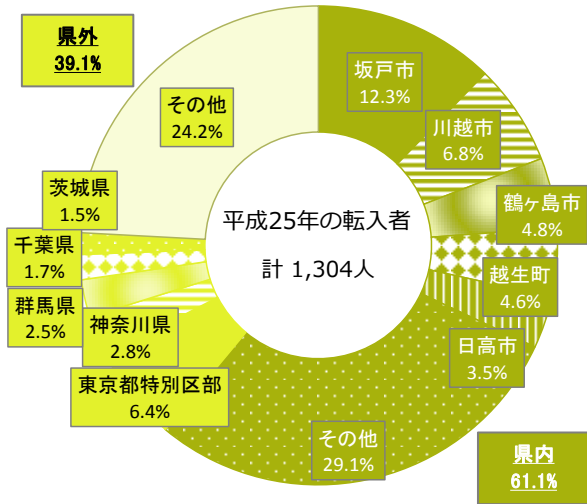 県外
39.1%
坂戸市
12.3%
その他
24.2%
川越市
6.8%
茨城県
1.5%
鶴ヶ島市
4.8%
平成25年の転入者
計 1,304人
千葉県
1.7%
越生町
4.6%
群馬県
2.5%
神奈川県
2.8%
日高市
3.5%
東京都特別区部
6.4%
その他
29.1%
県内
61.1%